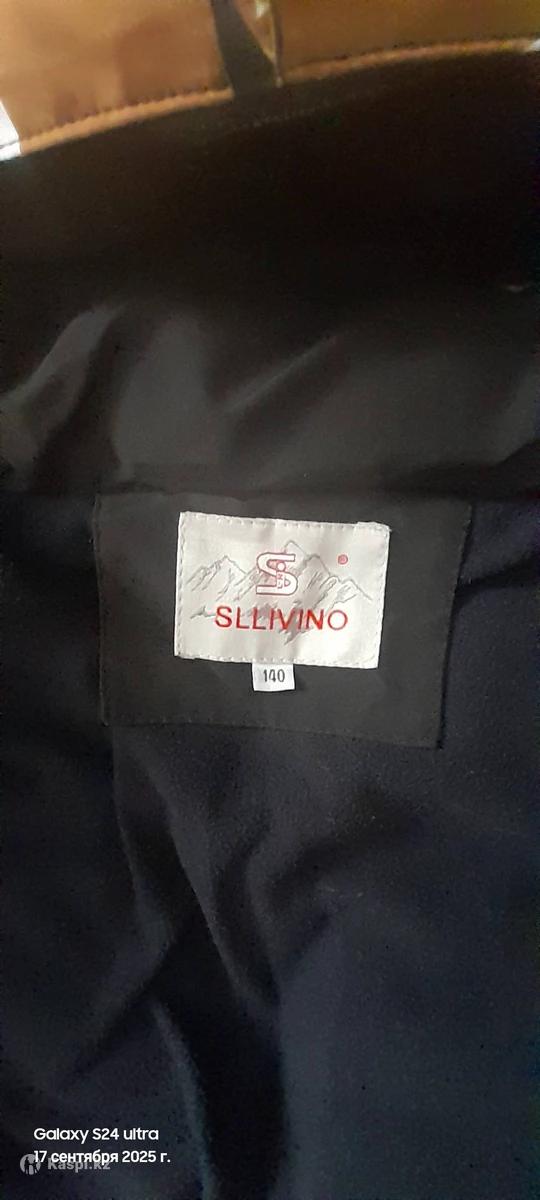 S
®
SLLIVINO
140
Galaxy S24 ultra
17 сентября 2025 г.
Kaspi.kz